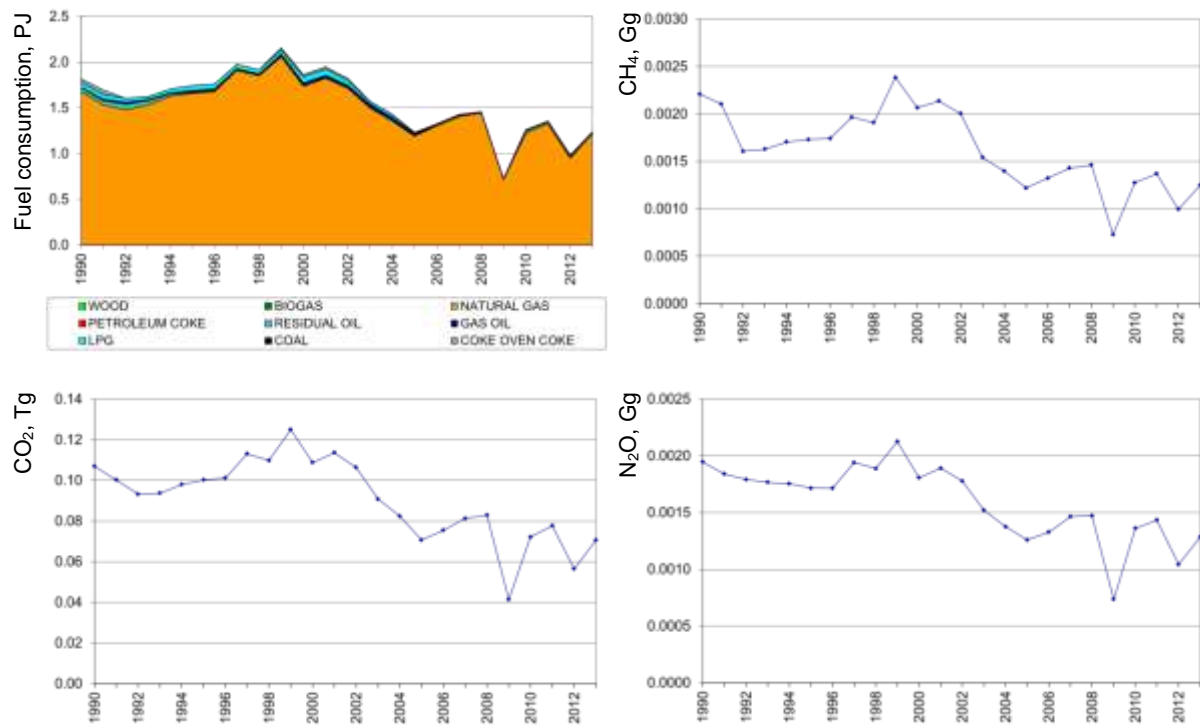 Fuel consumption, PJ
2.5
2.0
1.5
1.0
0.5
0.0
1990 1992 1994 1996 1998 2000 2002 2004 2006 2008 2010 2012
WOOD BIOGAS NATURAL GAS
PETROLEUM COKE RESIDUAL OIL GAS OIL
LPG COAL COKE OVEN COKE
CH₄, Gg
0.0030
0.0025
0.0020
0.0015
0.0010
0.0005
0.0000
1990 1992 1994 1996 1998 2000 2002 2004 2006 2008 2010 2012
CO₂, Tg
0.14
0.12
0.10
0.08
0.06
0.04
0.02
0.00
1990 1992 1994 1996 1998 2000 2002 2004 2006 2008 2010 2012
N₂O, Gg
0.0025
0.0020
0.0015
0.0010
0.0005
0.0000
1990 1992 1994 1996 1998 2000 2002 2004 2006 2008 2010 2012